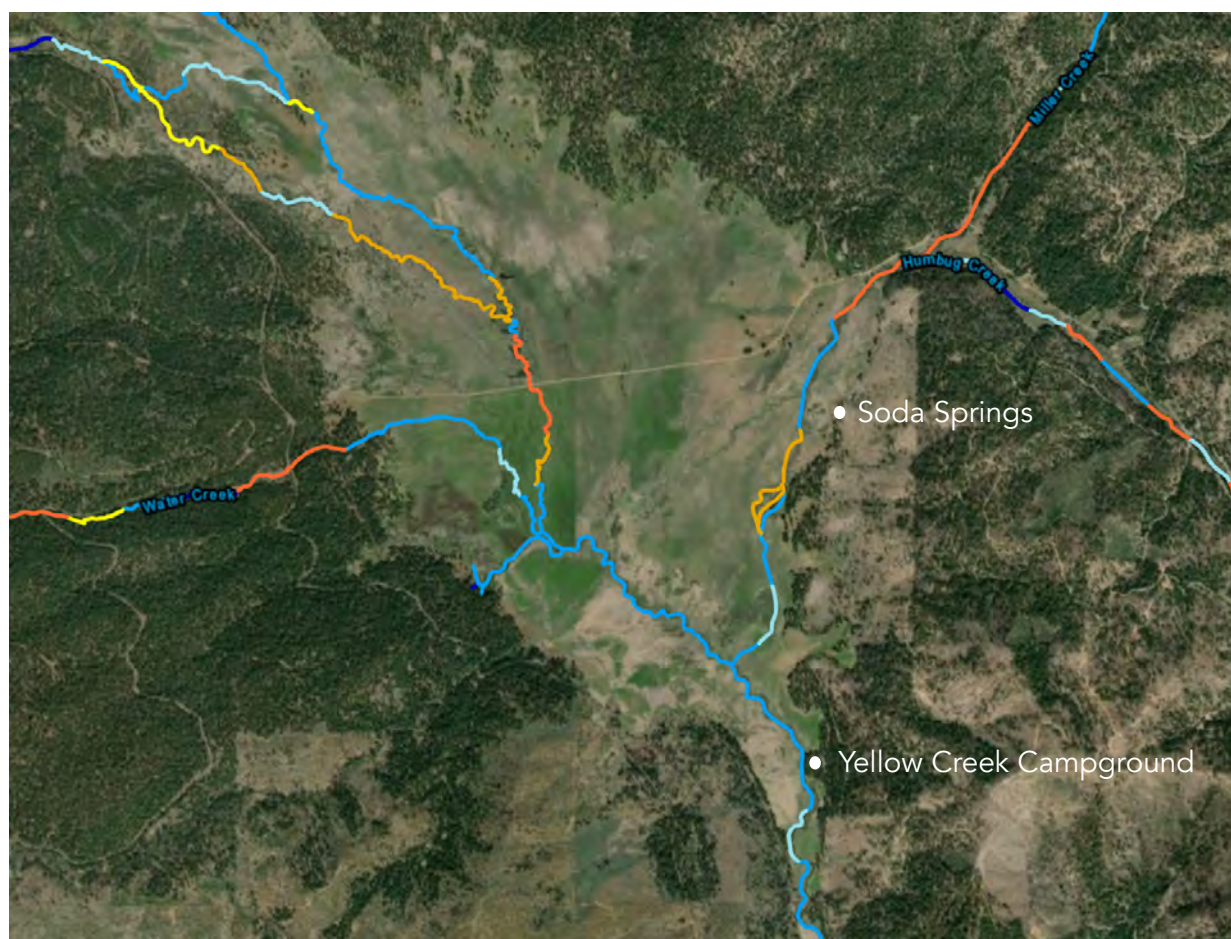 Miller Creek
Humbug Creek
Soda Springs
Water Creek
Yellow Creek Campground